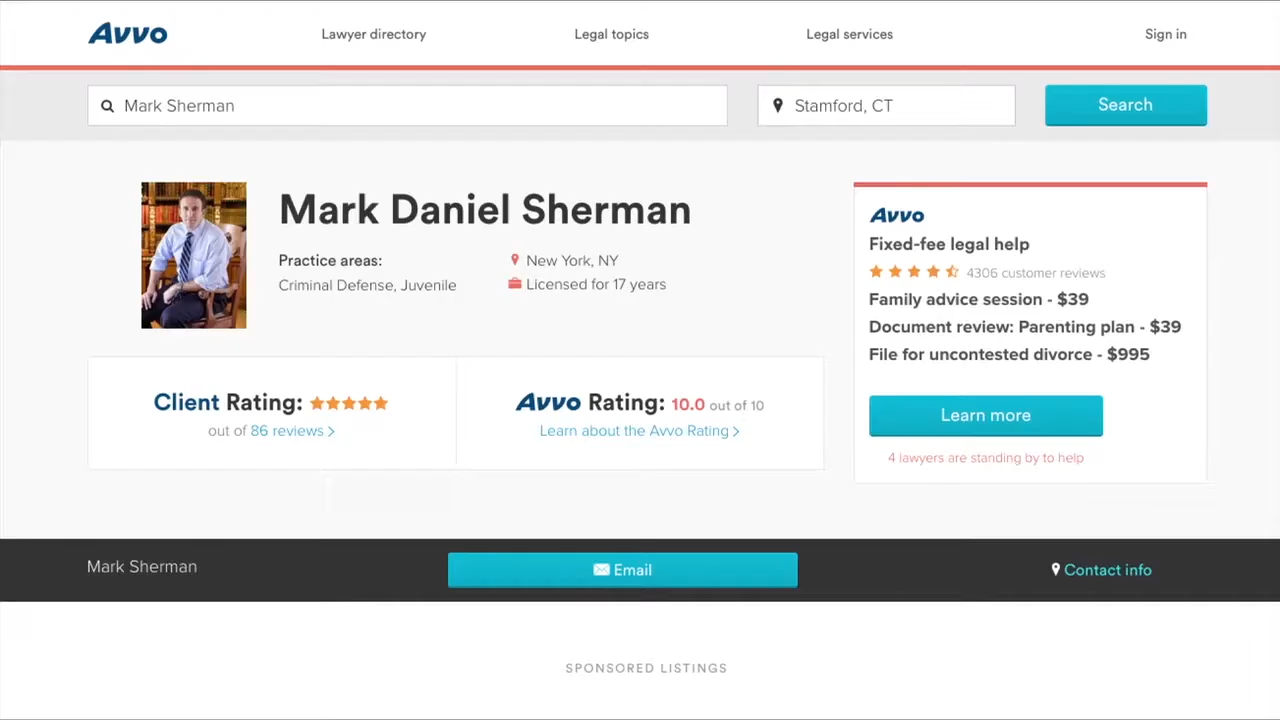 Avvo
Lawyer directory
Legal topics
Legal services
Sign in
Mark Sherman
Stamford, CT
Search
Mark Daniel Sherman
Practice areas:
Criminal Defense, Juvenile
New York, NY
Licensed for 17 years
Client Rating:
out of 86 reviews >
Avvo Rating: 10.0 out of 10
Learn about the Avvo Rating >
Avvo
Fixed-fee legal help
4306 customer reviews
Family advice session - $39
Document review: Parenting plan - $39
File for uncontested divorce - $995
Learn more
4 lawyers are standing by to help
Mark Sherman
Email
Contact info
SPONSORED LISTINGS